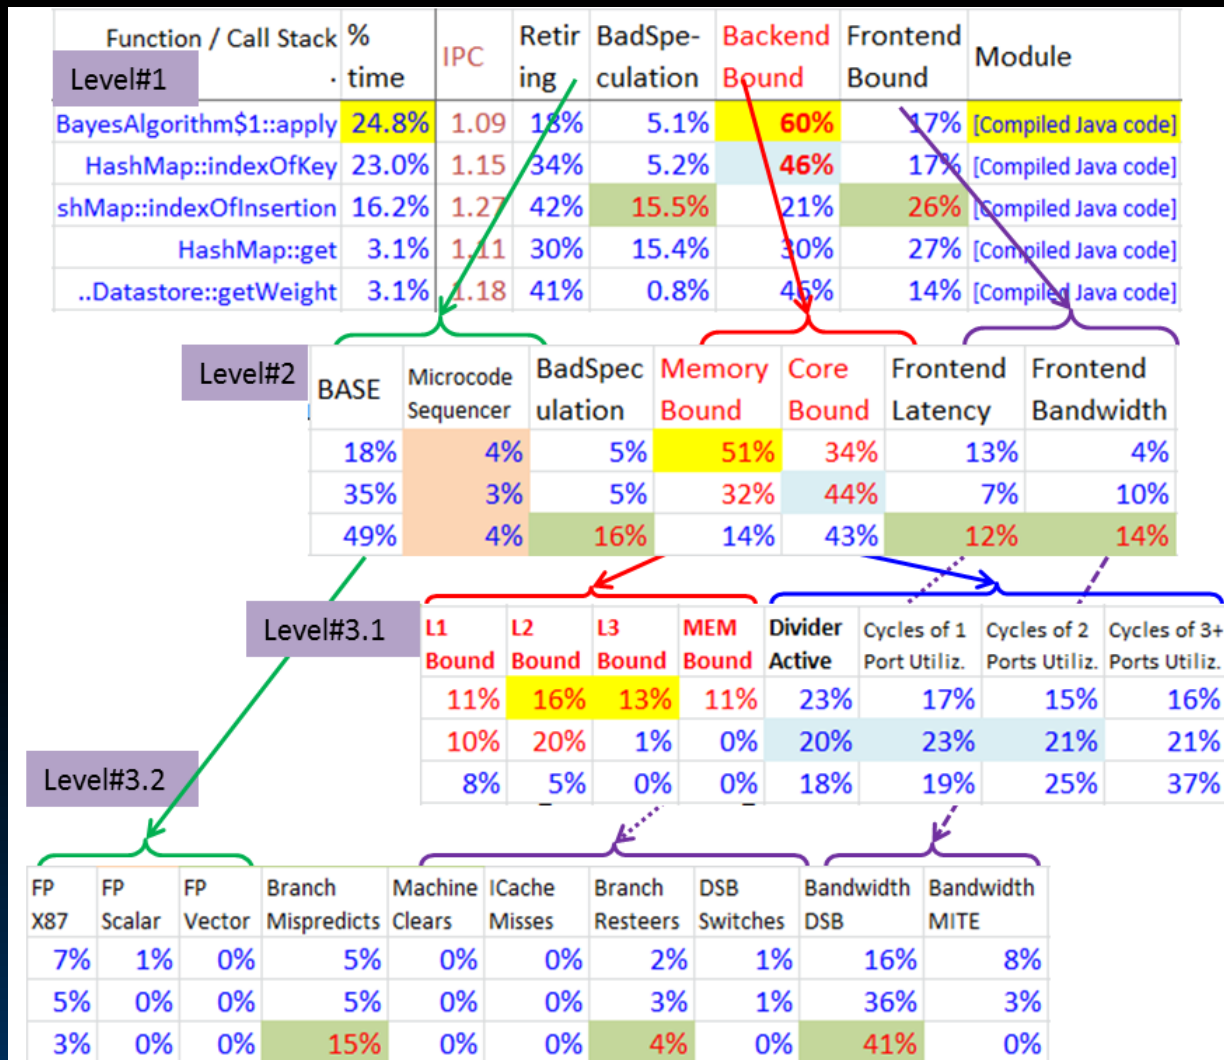 Function / Call Stack % time IPC Retir ing BadSpe- culation Backend Bound Frontend Bound Module
Level#1
BayesAlgorithm$1::apply 24.8% 1.09 18% 5.1% 60% 17% [Compiled Java code]
HashMap::indexOfKey 23.0% 1.15 34% 5.2% 46% 17% [Compiled Java code]
shMap::indexOfInsertion 16.2% 1.27 42% 15.5% 21% 26% [Compiled Java code]
HashMap::get 3.1% 1.11 30% 15.4% 30% 27% [Compiled Java code]
..Datastore::getWeight 3.1% 1.18 41% 0.8% 46% 14% [Compiled Java code]
Level#2
BASE Microcode Sequencer BadSpec ulation Memory Bound Core Bound Frontend Latency Frontend Bandwidth
18% 4% 5% 51% 34% 13% 4%
35% 3% 5% 32% 44% 7% 10%
49% 4% 16% 14% 43% 12% 14%
Level#3.1
L1 Bound L2 Bound L3 Bound MEM Bound Divider Active Cycles of 1 Port Utiliz. Cycles of 2 Ports Utiliz. Cycles of 3+ Ports Utiliz.
11% 16% 13% 11% 23% 17% 15% 16%
10% 20% 1% 0% 20% 23% 21% 21%
8% 5% 0% 0% 18% 19% 25% 37%
Level#3.2
FP X87 FP Scalar FP Vector Branch Mispredicts Machine Clears ICache Misses Branch Resteers DSB Switches Bandwidth DSB Bandwidth MITE
7% 1% 0% 5% 0% 0% 2% 1% 16% 8%
5% 0% 0% 5% 0% 0% 3% 1% 36% 3%
3% 0% 0% 15% 0% 0% 4% 0% 41% 0%